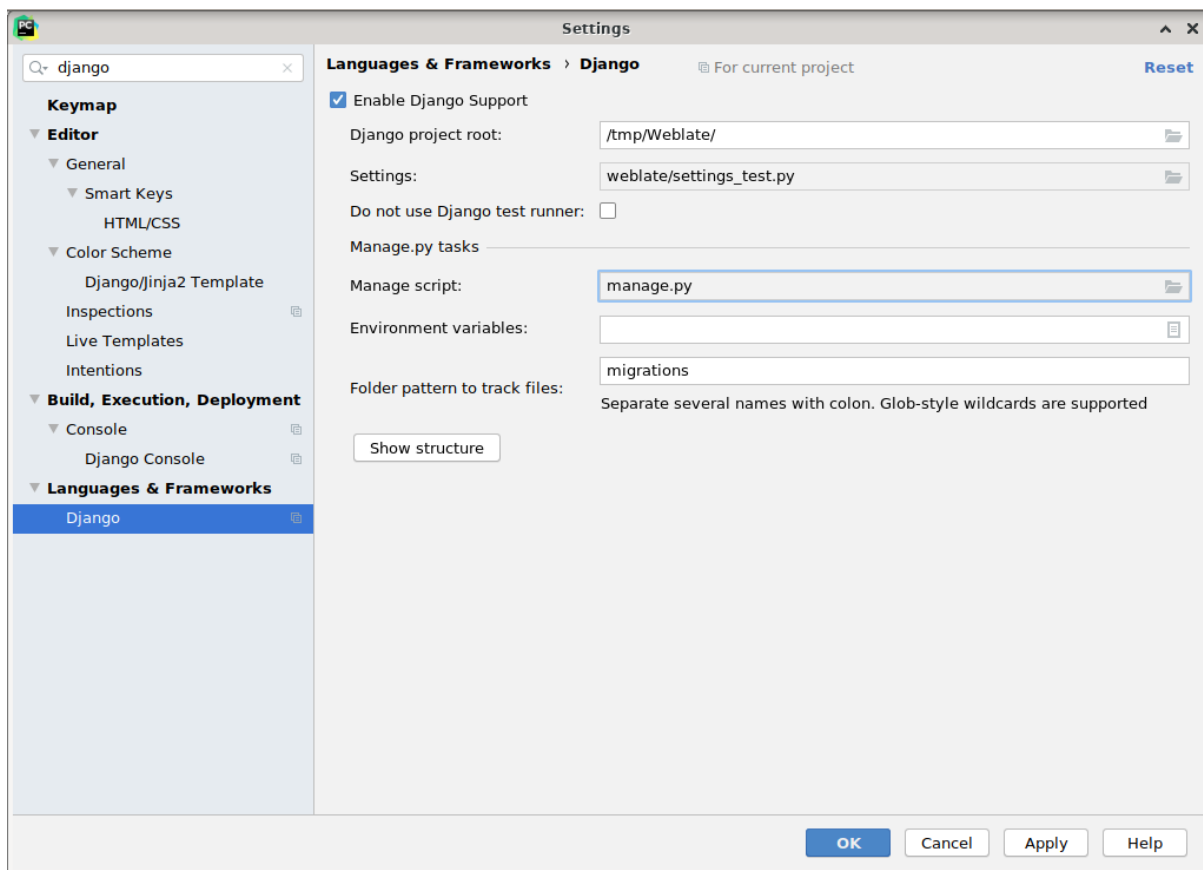 PC
Settings
django
Keymap
Editor
General
Smart Keys
HTML/CSS
Color Scheme
Django/Jinja2 Template
Inspections
Live Templates
Intentions
Build, Execution, Deployment
Console
Django Console
Languages & Frameworks
Django
Languages & Frameworks › Django
For current project
Reset
Enable Django Support
Django project root: /tmp/Weblate/
Settings: weblate/settings_test.py
Do not use Django test runner:
Manage.py tasks
Manage script: manage.py
Environment variables:
Folder pattern to track files: migrations
Separate several names with colon. Glob-style wildcards are supported
Show structure
OK Cancel Apply Help